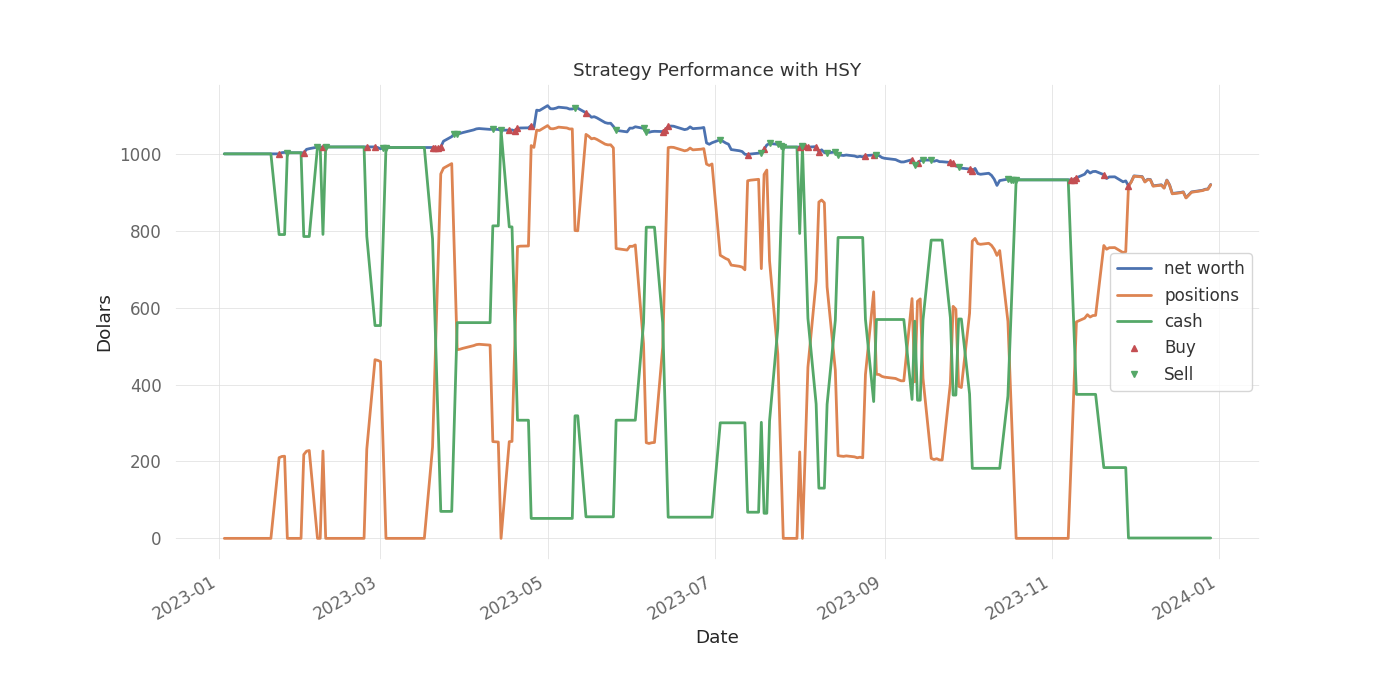 Strategy Performance with HSY
Dolars
1000
800
600
400
200
0
net worth
positions
cash
Buy
Sell
2023-01
2023-03
2023-05
2023-07
2023-09
2023-11
2024-01
Date